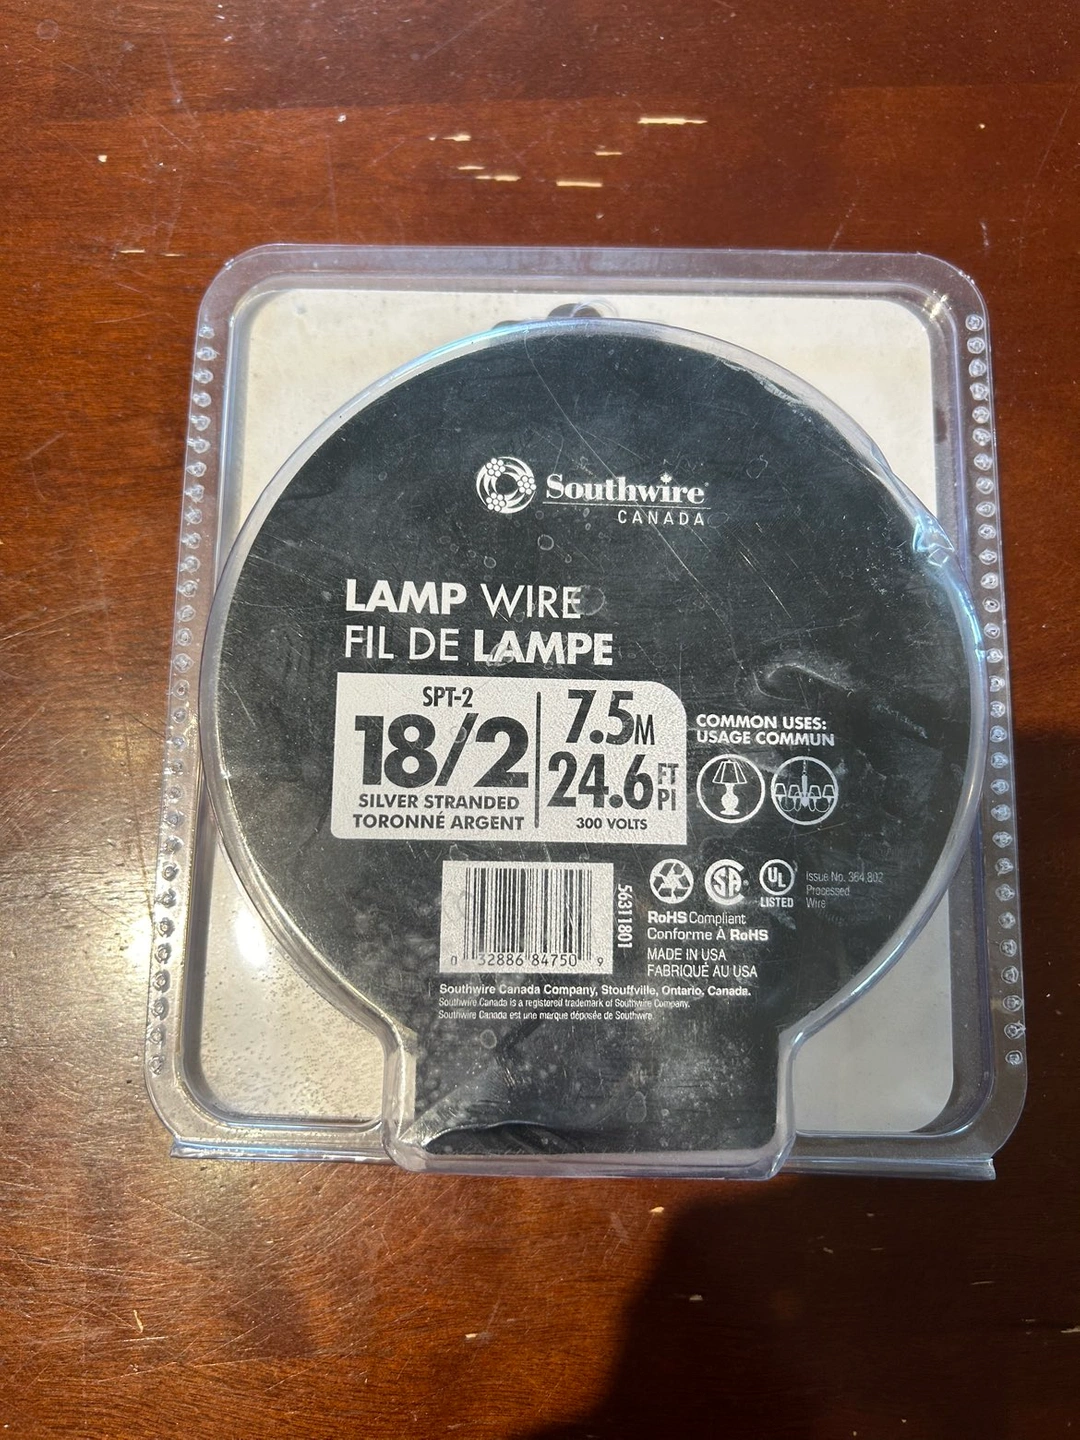 Southwire®
CANADA
LAMP WIRE
FIL DE LAMPE
SPT-2
18/2
SILVER STRANDED
TORONNÉ ARGENT
7.5M
24.6 FT
PI
300 VOLTS
COMMON USES:
USAGE COMMUN
0 32886 84750 9
56311801
SA
UL
LISTED
Issue No. 364,802
Processed
Wire
RoHS Compliant
Conforme À RoHS
MADE IN USA
FABRIQUÉ AU USA
Southwire Canada Company, Stouffville, Ontario, Canada.
Southwire Canada is a registered trademark of Southwire Company.
Southwire Canada est une marque déposée de Southwire.